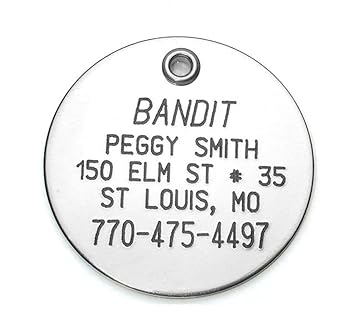 BANDIT
PEGGY SMITH
150 ELM ST # 35
ST LOUIS, MO
770-475-4497